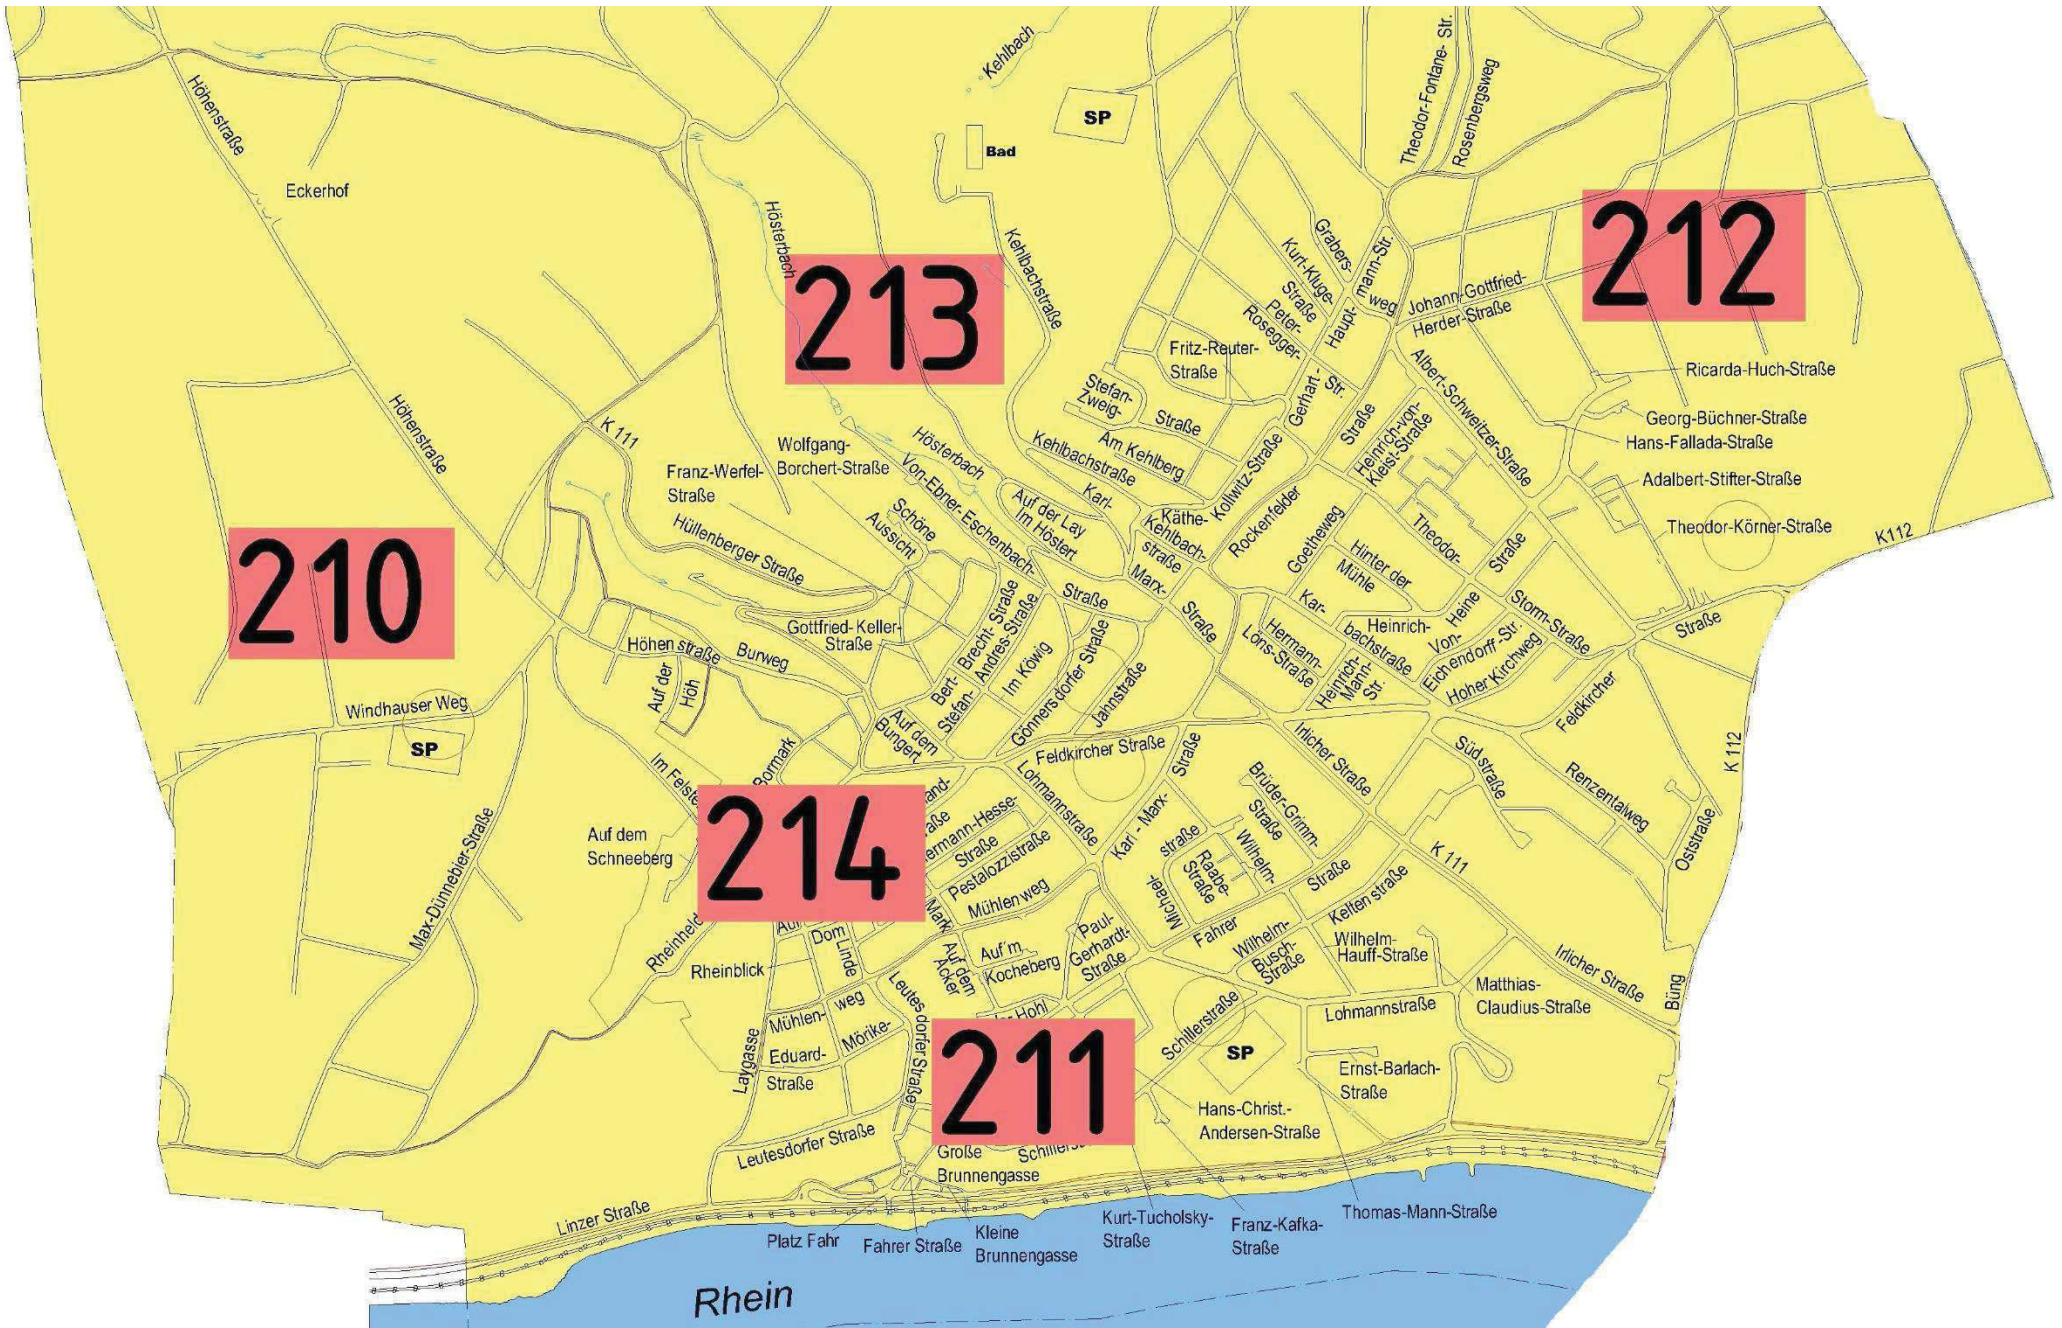 Kehlbach
Theodor-Fontane- Str.
Rosenbergsweg
Höhenstraße
SP
Bad
Eckerhof
212
Hösterbach
213
Kehlbachstraße
Grabers-
weg
Kurt-Kluge-
Straße
Gerhart-
Haupt-
mann-Str.
Johann-Gottfried-
Herder-Straße
Peter-
Rosegger-
Str.
Fritz-Reuter-
Straße
Ricarda-Huch-Straße
Albert-Schweitzer-Straße
Georg-Büchner-Straße
Hans-Fallada-Straße
Stefan-
Zweig-
Straße
Am Kehlberg
Kehlbachstraße
Höhenstraße
K 111
Wolfgang-
Borchert-Straße
Franz-Werfel-
Straße
Hösterbach
Von-Ebner-Eschenbach-
Straße
Heinrich-von-
Kleist-Straße
Adalbert-Stifter-Straße
Theodor-Körner-Straße
K112
Schöne
Aussicht
Auf der Lay
Im Höstert
Karl-
Marx-
Straße
Käthe-
Kollwitz-Straße
Kehlbach-
straße
Rockenfelder
Straße
Goetheweg
Hinter der
Mühle
Theodor-
Storm-Straße
210
Hüllenberger Straße
Gottfried-Keller-
Straße
Höhen straße
Burweg
Auf der
Höh
Bert-
Brecht- Straße
Stefan-
Andres-Straße
Im Köwig
Gönnersdorfer Straße
Jahnstraße
Hermann-
Löns-Straße
Kar-
bachstraße
Heinrich-
Heine
Straße
Heinrich-
Mann-
Str.
Von-
Eichendorff -Str.
Hoher Kirchweg
Feldkircher
Straße
Windhauser Weg
SP
Auf dem
Bungert
Feldkircher Straße
Irlicher Straße
Südstraße
Renzentalweg
K 112
Oststraße
Bormark
Im Felster
214
Auf dem
Schneeberg
Max-Dünnebier-Straße
Lohmannstraße
Karl - Marx-
Straße
Brüder-Grimm-
Straße
K 111
ermann-Hesse-
Straße
Pestalozzistraße
Mühlenweg
Michael-
straße
Raabe-
Straße
Wilhelm-
Fahrer
Straße
Keltenstraße
Rheinheld
Rheinblick
Dom
Linde
Mark
Auf dem
Acker
Auf´m
Kocheberg
Paul-
Gerhardt-
Straße
Wilhelm-
Busch-
Straße
Wilhelm-
Hauff-Straße
Matthias-
Claudius-Straße
Irlicher Straße
Büng
Mühlen-
weg
Leutesdorfer Straße
Hohl
Schillerstraße
Lohmannstraße
Laygasse
Eduard-
Mörike-
Straße
211
SP
Ernst-Barlach-
Straße
Hans-Christ.-
Andersen-Straße
Leutesdorfer Straße
Große
Brunnengasse
Linzer Straße
Platz Fahr
Fahrer Straße
Kleine
Brunnengasse
Kurt-Tucholsky-
Straße
Franz-Kafka-
Straße
Thomas-Mann-Straße
Rhein